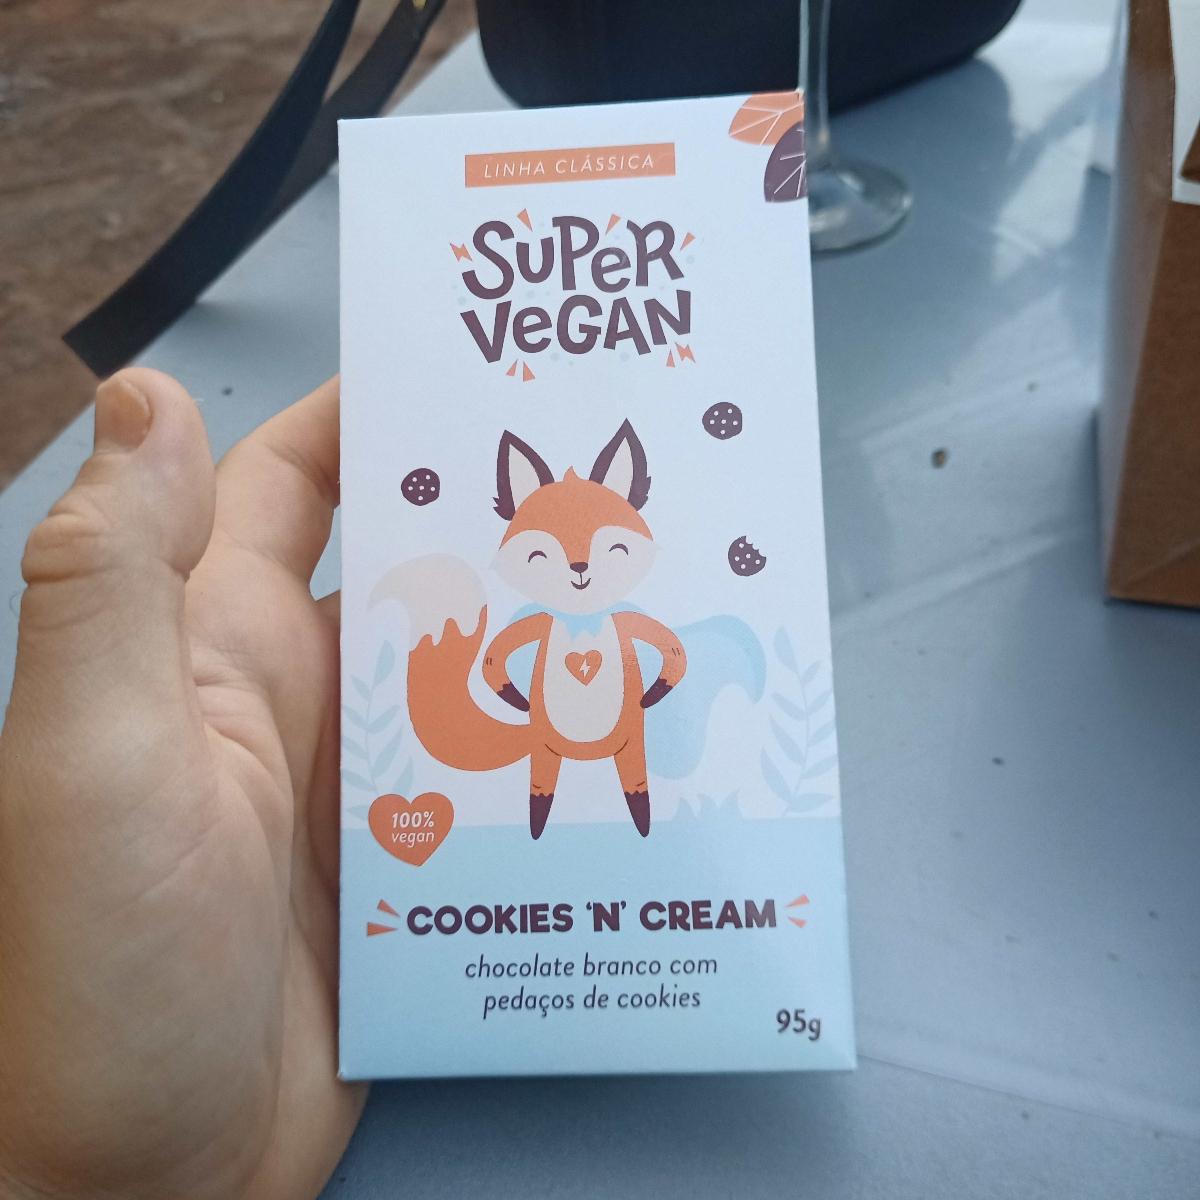 LINHA CLÁSSICA
SUPeR
VeGAN
100%
vegan
COOKIES 'N' CREAM
chocolate branco com
pedaços de cookies
95g